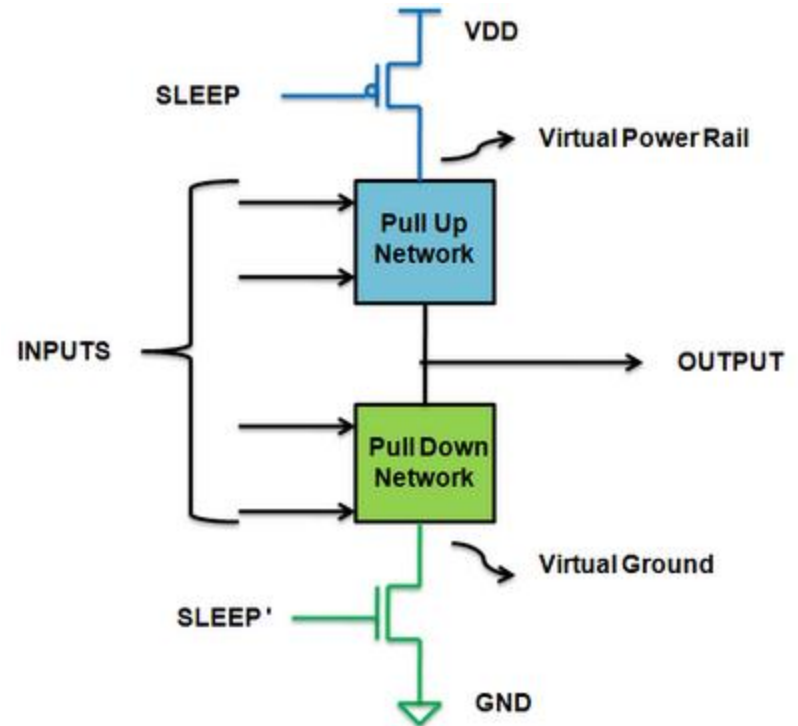 VDD
SLEEP
Virtual Power Rail
Pull Up
Network
INPUTS
OUTPUT
Pull Down
Network
Virtual Ground
SLEEP'
GND